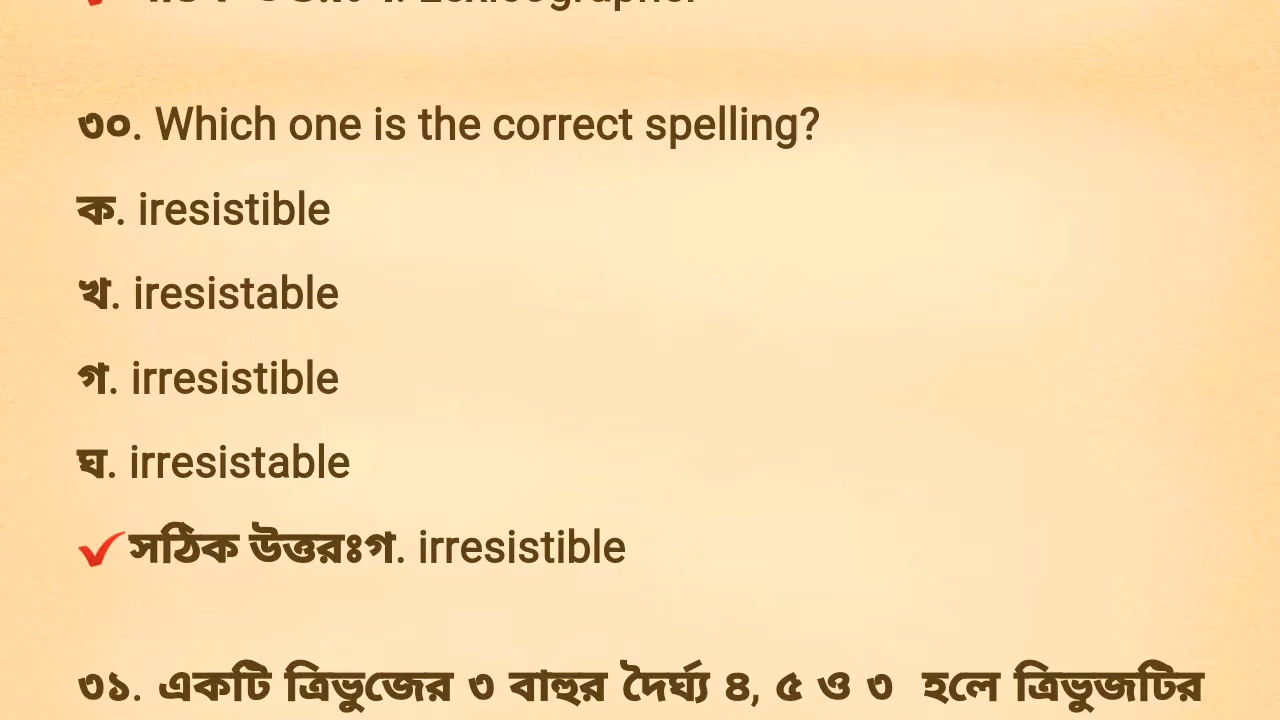 ৩০. Which one is the correct spelling?
ক. iresistible
খ. iresistable
গ. irresistible
ঘ. irresistable
সঠিক উত্তরঃগ. irresistible
৩১. একটি ত্রিভুজের ৩ বাহুর দৈর্ঘ্য ৪, ৫ ও ৩ হলে ত্রিভুজটির